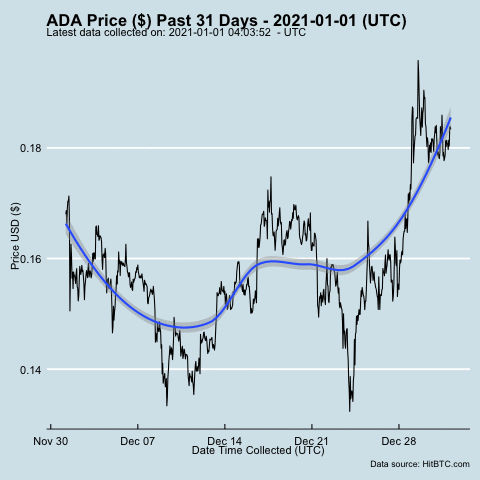 ADA Price ($) Past 31 Days - 2021-01-01 (UTC)
Latest data collected on: 2021-01-01 04:03:52 - UTC
Price USD ($)
0.18
0.16
0.14
Nov 30
Dec 07
Dec 14
Dec 21
Dec 28
Date Time Collected (UTC)
Data source: HitBTC.com